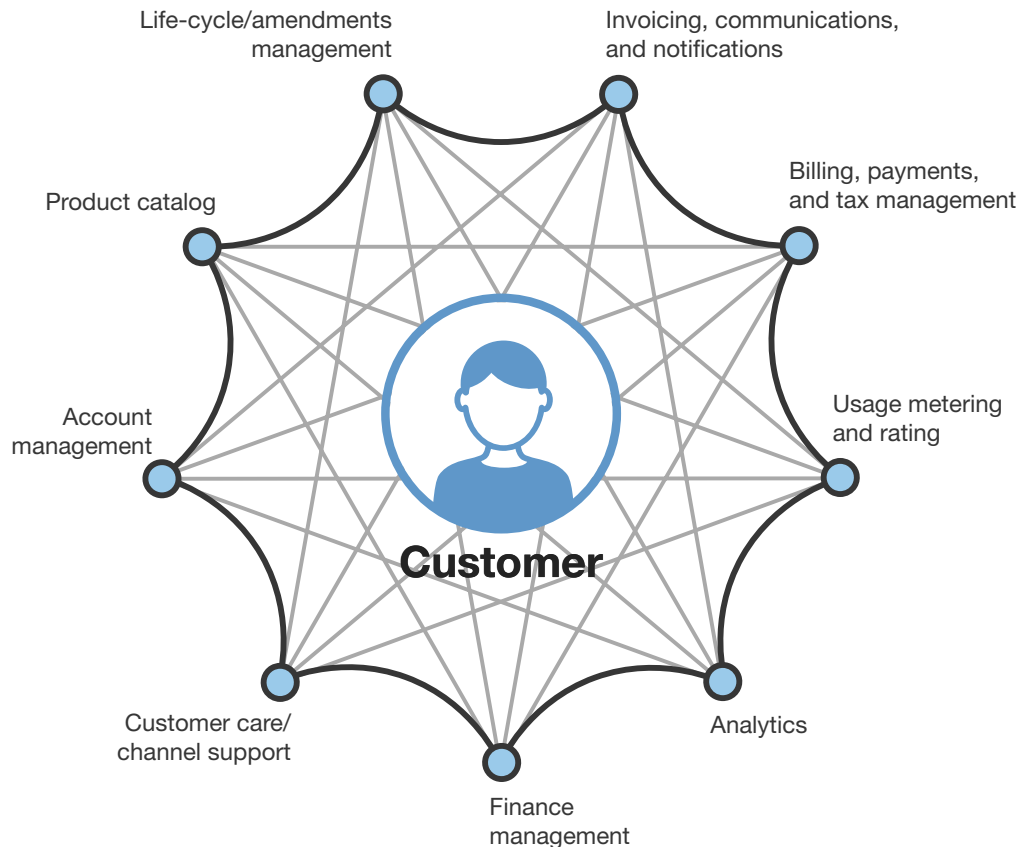 Life-cycle/amendments
management
Invoicing, communications,
and notifications
Billing, payments,
and tax management
Product catalog
Usage metering
and rating
Account
management
Customer
Customer care/
channel support
Analytics
Finance
management